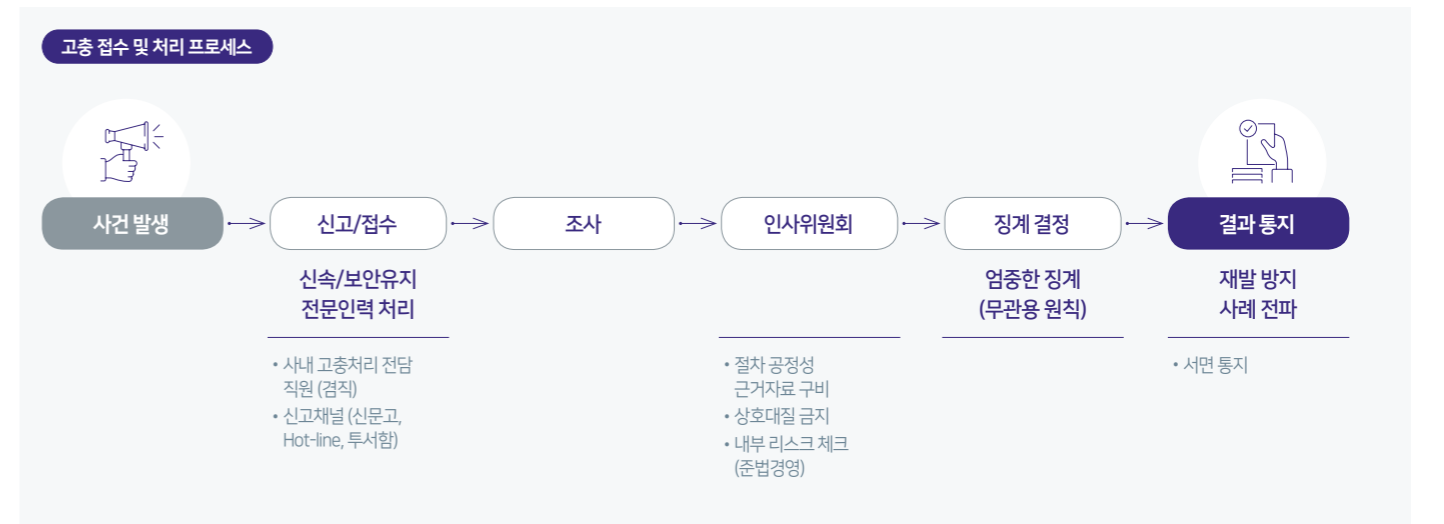 고충 접수 및 처리 프로세스
사건 발생
신고/접수
조사
인사위원회
징계 결정
결과 통지
신속/보안유지
전문인력 처리
엄중한 징계
(무관용 원칙)
재발 방지
사례 전파
• 사내 고충처리 전담
직원 (겸직)
• 신고채널 (신문고,
Hot-line, 투서함)
• 절차 공정성
근거자료 구비
• 상호대질 금지
• 내부 리스크 체크
(준법경영)
• 서면 통지